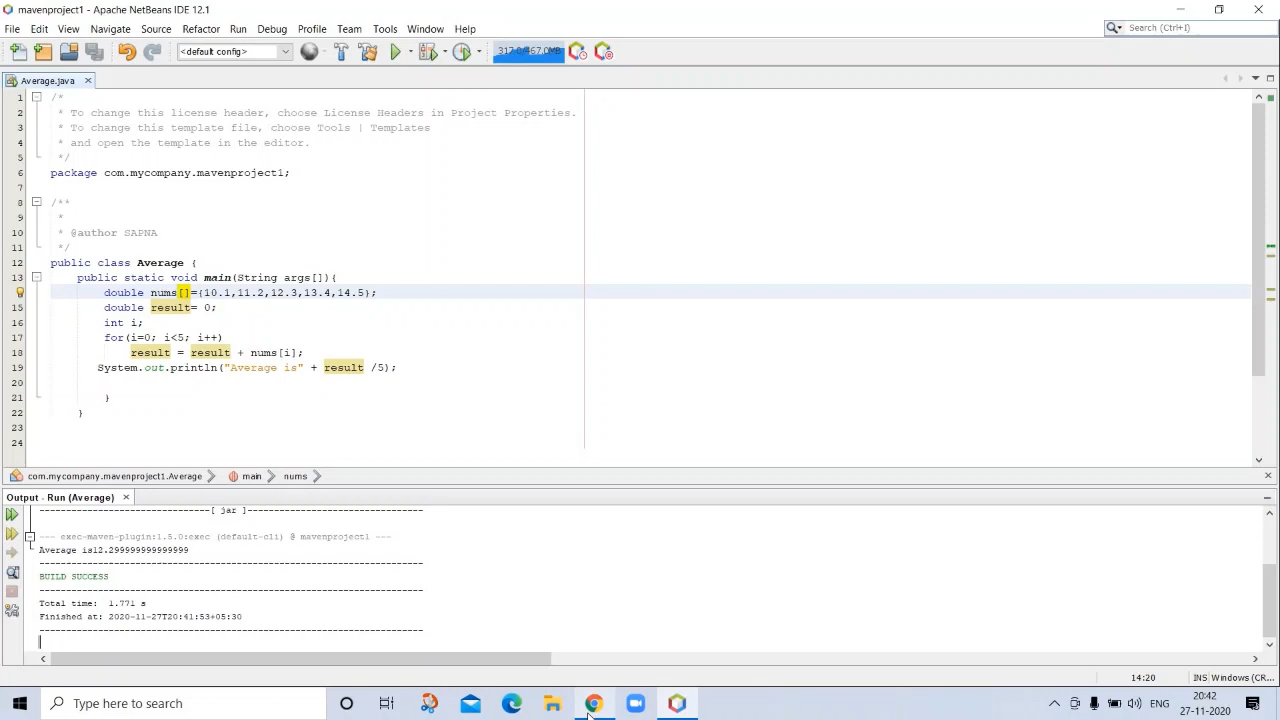 mavenproject1 - Apache NetBeans IDE 12.1
File Edit View Navigate Source Refactor Run Debug Profile Team Tools Window Help
Search (Ctrl+I)
<default config>
317.0/467.0MB
Average.java
1 /*
2 * To change this license header, choose License Headers in Project Properties.
3 * To change this template file, choose Tools | Templates
4 * and open the template in the editor.
5 */
6 package com.mycompany.mavenproject1;
7
8 /**
9 *
10 * @author SAPNA
11 */
12 public class Average {
13 public static void main(String args[]){
double nums[]={10.1,11.2,12.3,13.4,14.5};
15 double result= 0;
16 int i;
17 for(i=0; i<5; i++)
18 result = result + nums[i];
19 System.out.println("Average is" + result /5);
20
21 }
22 }
23
24
com.mycompany.mavenproject1.Average main nums
Output - Run (Average)
--------------------------------[ jar ]---------------------------------
--- exec-maven-plugin:1.5.0:exec (default-cli) @ mavenproject1 ---
Average is12.299999999999999
------------------------------------------------------------------------
BUILD SUCCESS
------------------------------------------------------------------------
Total time: 1.771 s
Finished at: 2020-11-27T20:41:53+05:30
------------------------------------------------------------------------
14:20 INS Windows (CR...
Type here to search
ENG
20:42
27-11-2020